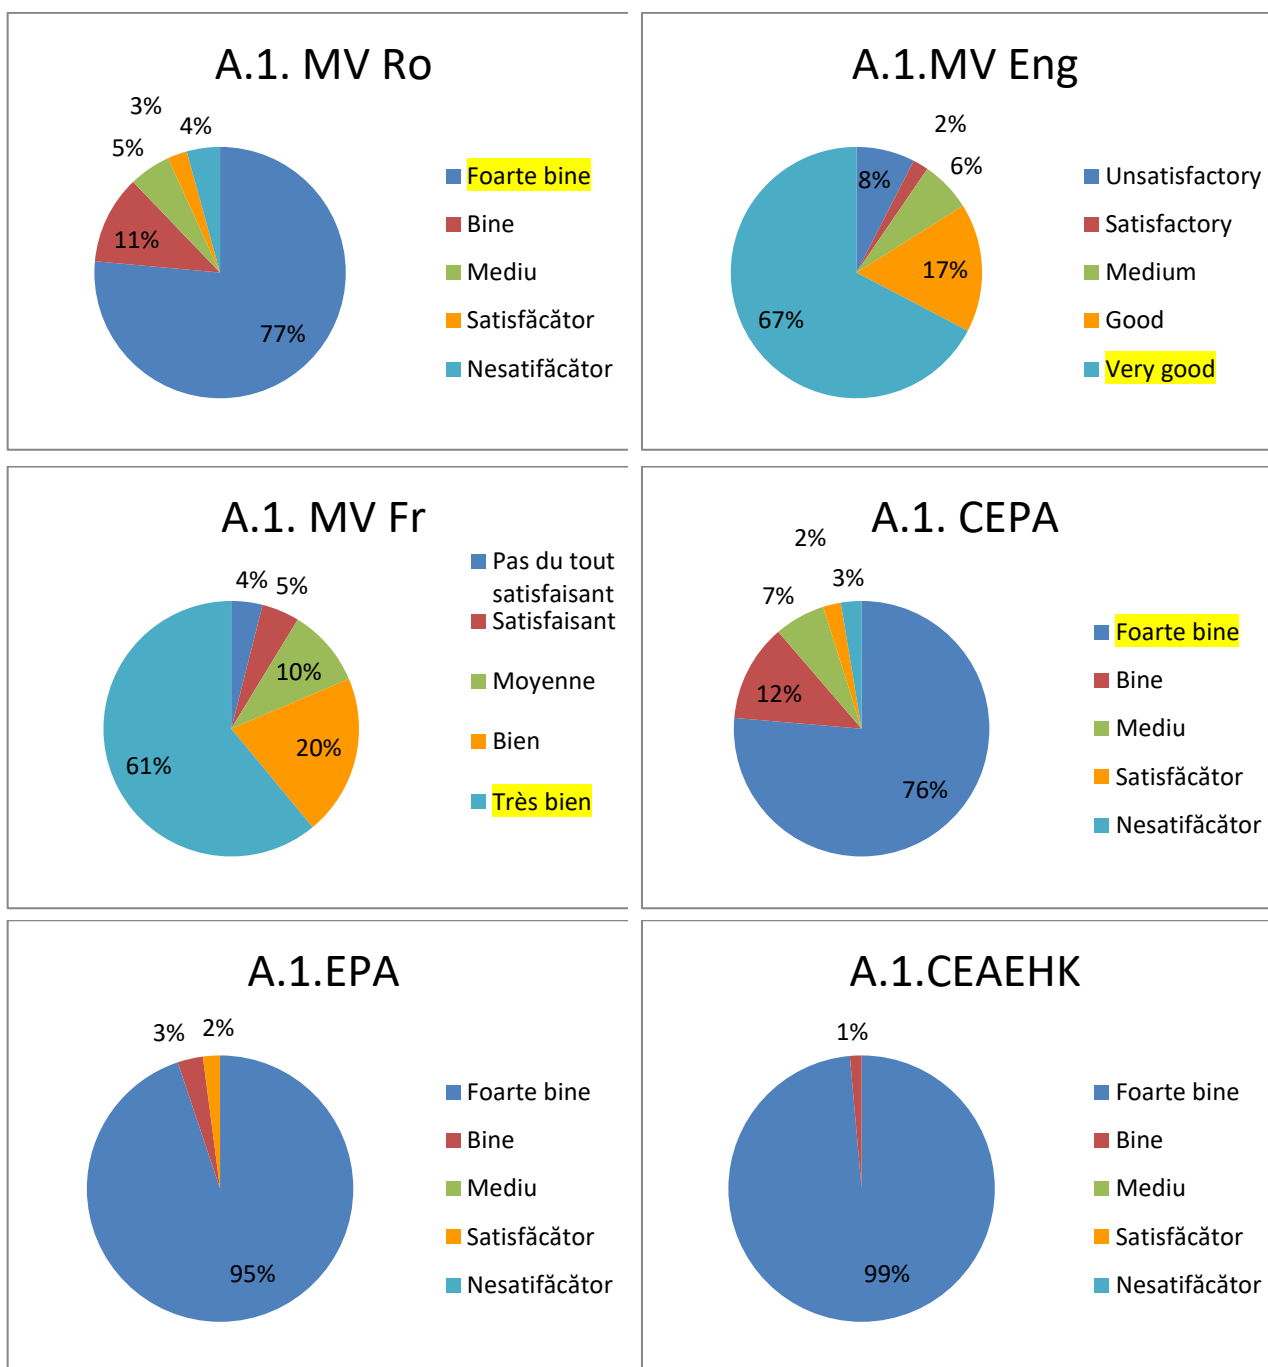 A.1. MV Ro
3%
4%
5%
11%
77%
Foarte bine
Bine
Mediu
Satisfăcător
Nesatifăcător
A.1.MV Eng
2%
6%
8%
17%
67%
Unsatisfactory
Satisfactory
Medium
Good
Very good
A.1. MV Fr
4%
5%
10%
20%
61%
Pas du tout
satisfaisant
Satisfaisant
Moyenne
Bien
Très bien
A.1. CEPA
2%
3%
7%
12%
76%
Foarte bine
Bine
Mediu
Satisfăcător
Nesatifăcător
A.1.EPA
3%
2%
95%
Foarte bine
Bine
Mediu
Satisfăcător
Nesatifăcător
A.1.CEAEHK
1%
99%
Foarte bine
Bine
Mediu
Satisfăcător
Nesatifăcător